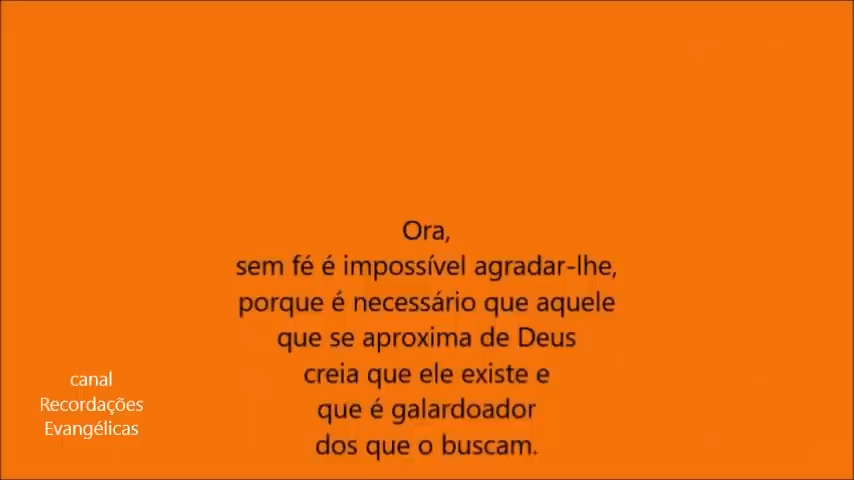 Ora,
sem fé é impossível agradar-lhe,
porque é necessário que aquele
que se aproxima de Deus
creia que ele existe e
que é galardoador
dos que o buscam.
canal
Recordações
Evangélicas